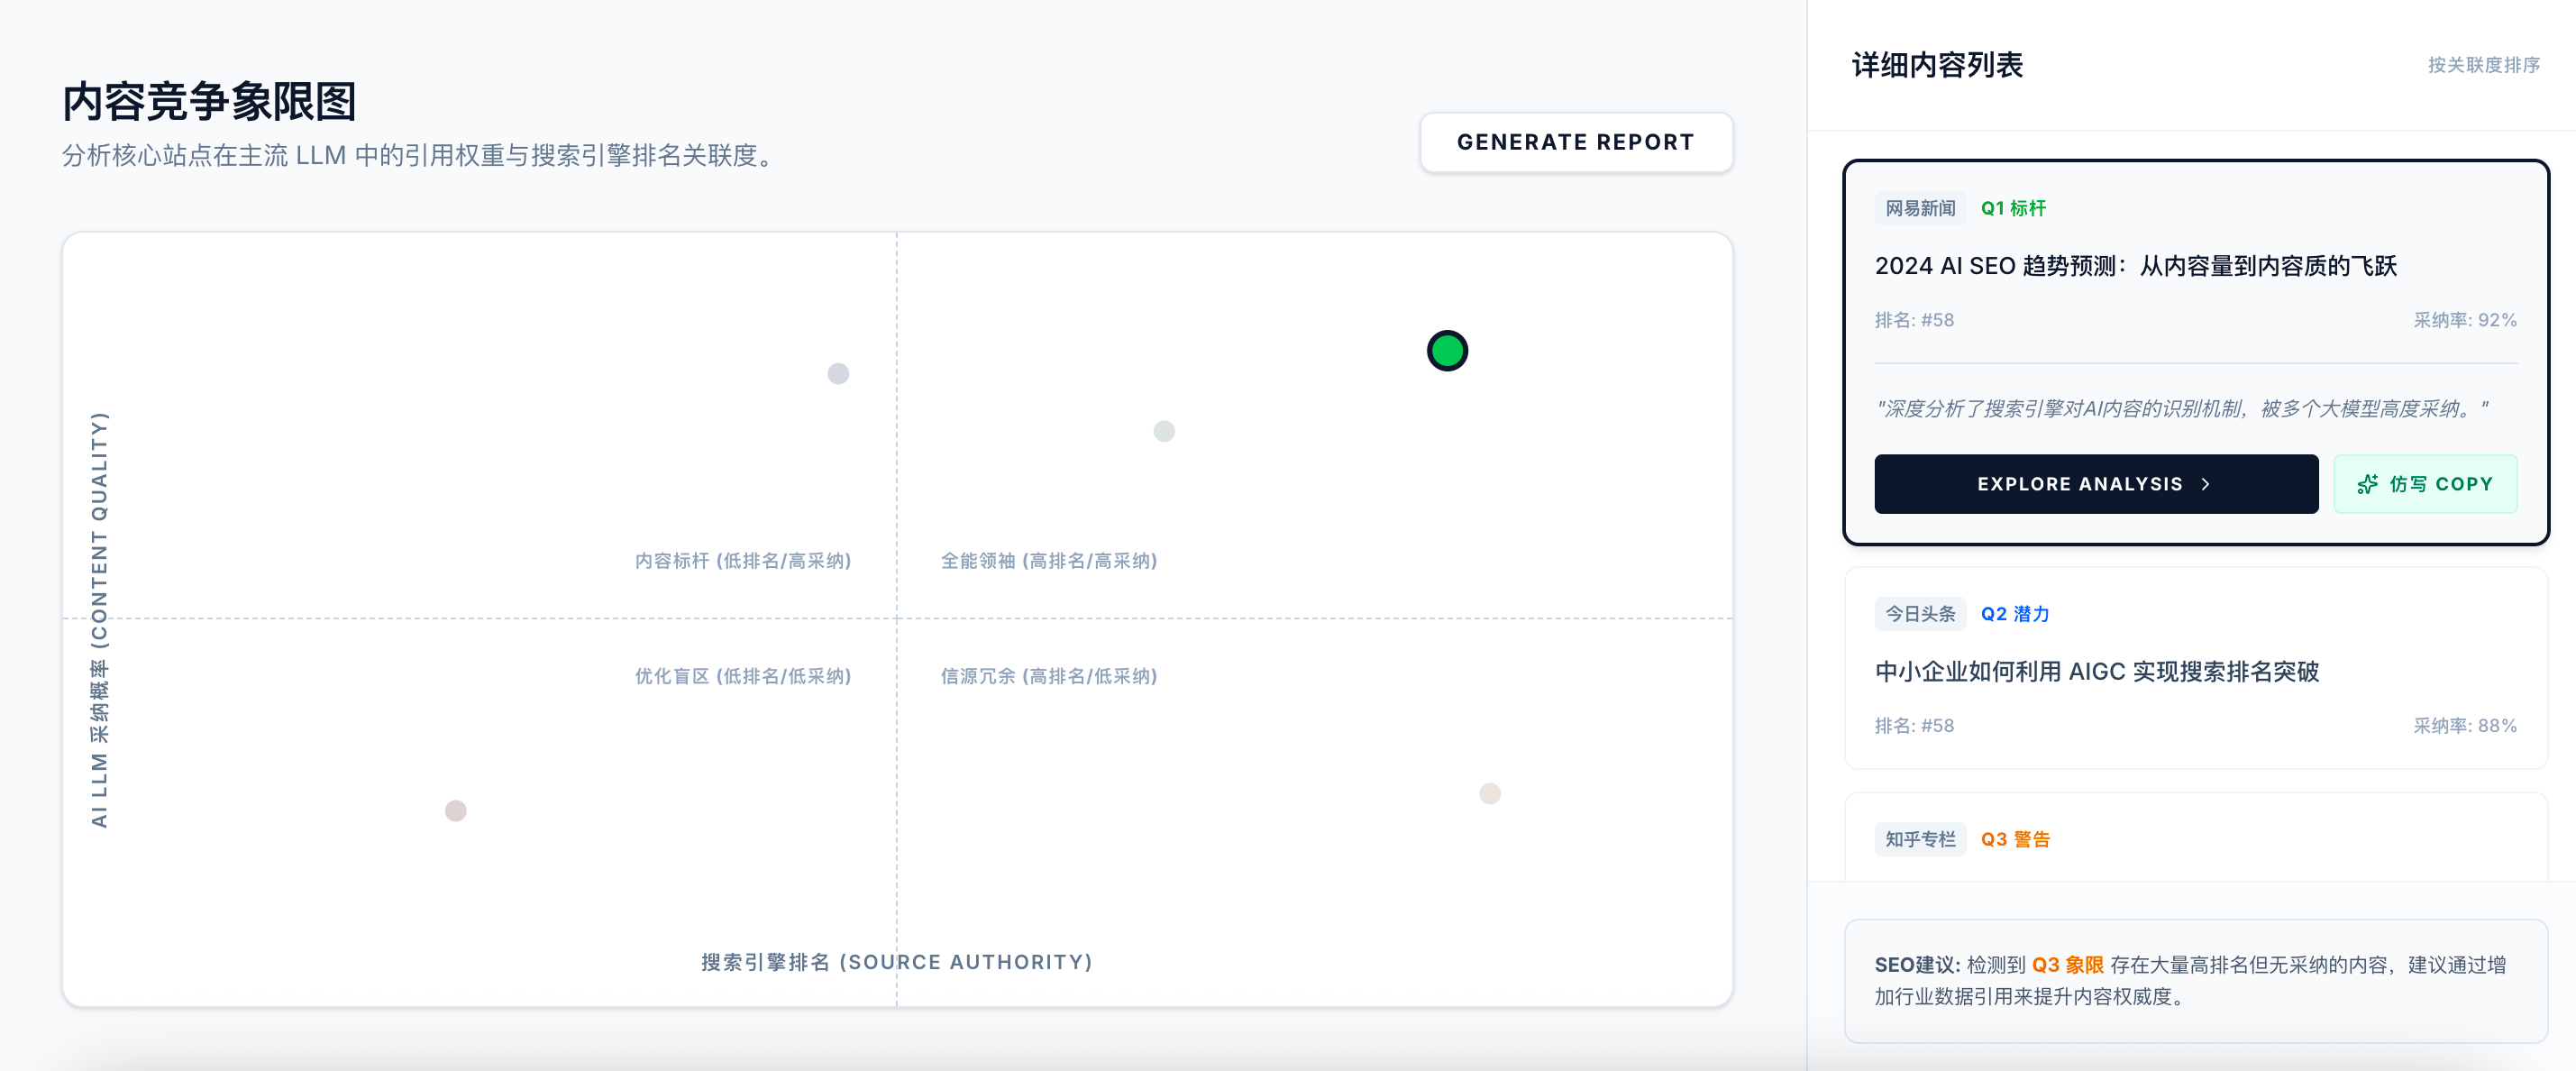 内容竞争象限图
分析核心站点在主流 LLM 中的引用权重与搜索引擎排名关联度。
GENERATE REPORT
AI LLM 采纳概率 (CONTENT QUALITY)
内容标杆 (低排名/高采纳)
全能领袖 (高排名/高采纳)
优化盲区 (低排名/低采纳)
信源冗余 (高排名/低采纳)
搜索引擎排名 (SOURCE AUTHORITY)
详细内容列表
按关联度排序
网易新闻
Q1 标杆
2024 AI SEO 趋势预测：从内容量到内容质的飞跃
排名: #58
采纳率: 92%
"深度分析了搜索引擎对AI内容的识别机制，被多个大模型高度采纳。"
EXPLORE ANALYSIS
仿写 COPY
今日头条
Q2 潜力
中小企业如何利用 AIGC 实现搜索排名突破
排名: #58
采纳率: 88%
知乎专栏
Q3 警告
SEO建议: 检测到 Q3 象限 存在大量高排名但无采纳的内容，建议通过增
加行业数据引用来提升内容权威度。